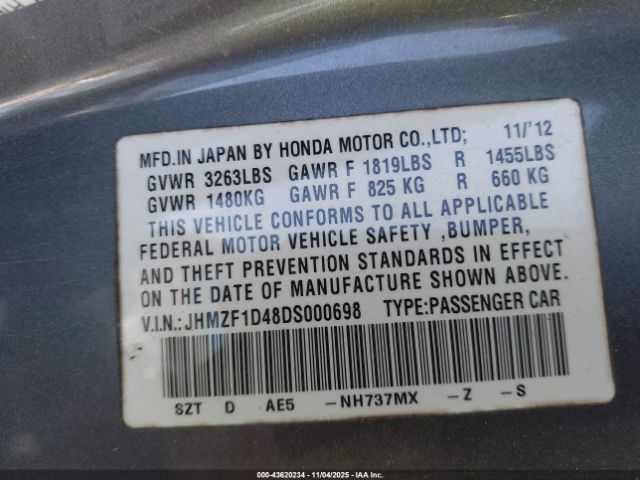 MFD.IN JAPAN BY HONDA MOTOR CO.,LTD; 11/'12
GVWR 3263LBS GAWR F 1819LBS R 1455LBS
GVWR 1480KG GAWR F 825 KG R 660 KG
THIS VEHICLE CONFORMS TO ALL APPLICABLE
FEDERAL MOTOR VEHICLE SAFETY ,BUMPER,
AND THEFT PREVENTION STANDARDS IN EFFECT
ON THE DATE OF MANUFACTURE SHOWN ABOVE.
V.I.N.:JHMZF1D48DS000698 TYPE:PASSENGER CAR
SZT D AE5 -NH737MX -Z -S
000-43620234 - 11/04/2025 - IAAI, Inc.